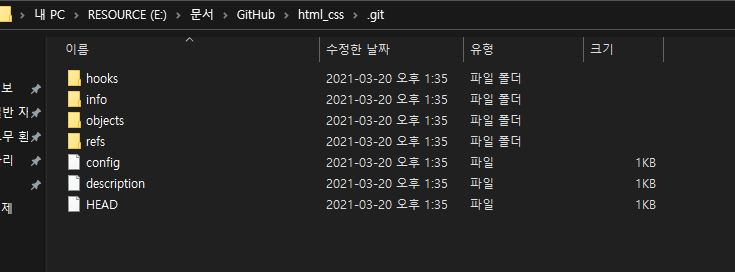 내 PC > RESOURCE (E:) > 문서 > GitHub > html_css > .git
이름 수정한 날짜 유형 크기
hooks 2021-03-20 오후 1:35 파일 폴더
보 info 2021-03-20 오후 1:35 파일 폴더
일반 지 objects 2021-03-20 오후 1:35 파일 폴더
refs 2021-03-20 오후 1:35 파일 폴더
config 2021-03-20 오후 1:35 파일 1KB
description 2021-03-20 오후 1:35 파일 1KB
제 HEAD 2021-03-20 오후 1:35 파일 1KB